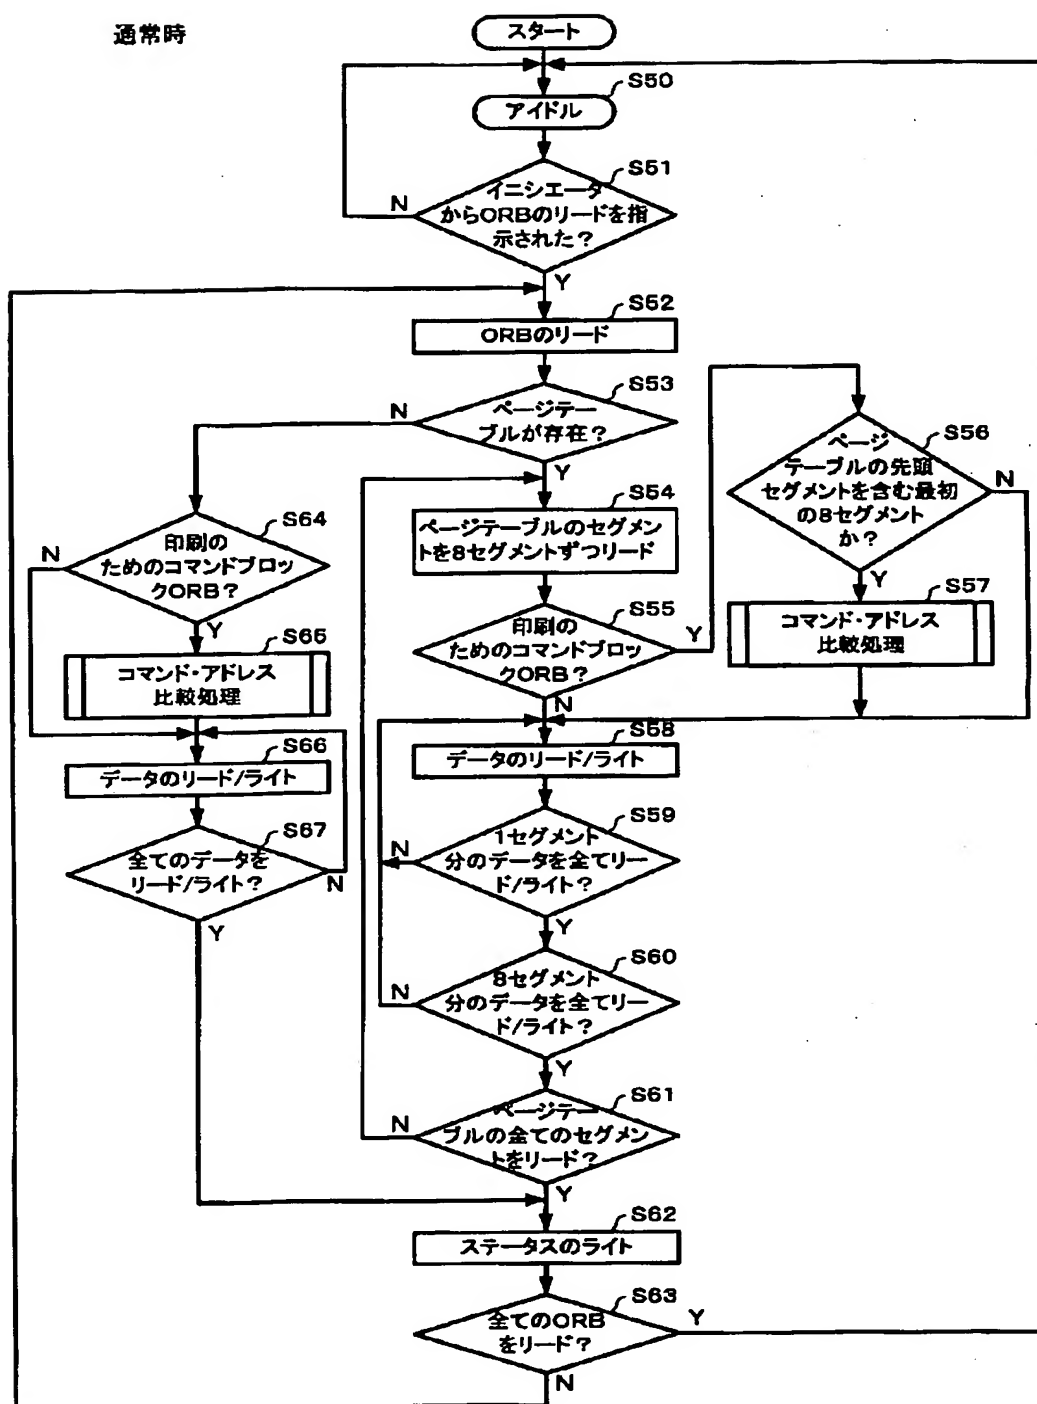 通常時
スタート
S50
アイドル
S51
イニシエータ
からORBのリードを指
示された?
N
Y
S52
ORBのリード
S53
ページテー
ブルが存在?
N
Y
S54
ページテーブルのセグメン
トを8セグメントずつリード
S55
印刷の
ためのコマンドブロッ
クORB?
Y
N
S56
ページ
テーブルの先頭
セグメントを含む最初
の8セグメント
か?
N
Y
S57
コマンド・アドレス
比較処理
S58
データのリード/ライト
S59
1セグメント
分のデータを全てリー
ド/ライト?
N
Y
S60
8セグメント
分のデータを全てリー
ド/ライト?
N
Y
S61
ページテー
ブルの全てのセグメン
トをリード?
N
Y
S62
ステータスのライト
S63
全てのORB
をリード?
Y
N
S64
印刷の
ためのコマンドブロッ
クORB?
N
Y
S65
コマンド・アドレス
比較処理
S66
データのリード/ライト
S67
全てのデータを
リード/ライト?
N
Y